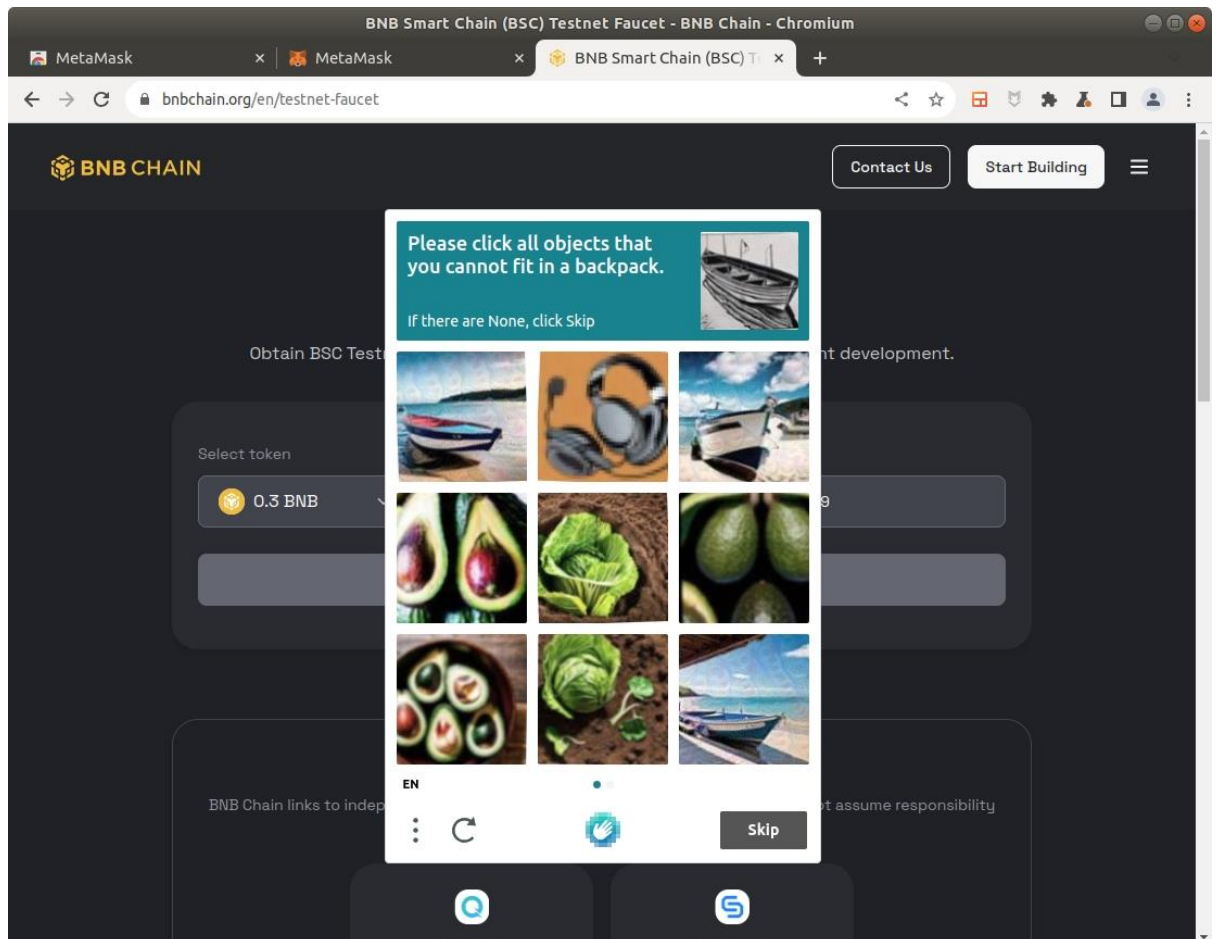 BNB Smart Chain (BSC) Testnet Faucet - BNB Chain - Chromium
MetaMask
MetaMask
BNB Smart Chain (BSC) T
bnbchain.org/en/testnet-faucet
BNB CHAIN
Contact Us
Start Building
Please click all objects that
you cannot fit in a backpack.
If there are None, click Skip
Obtain BSC Test
nt development.
Select token
0.3 BNB
9
EN
BNB Chain links to indep
ot assume responsibility
Skip